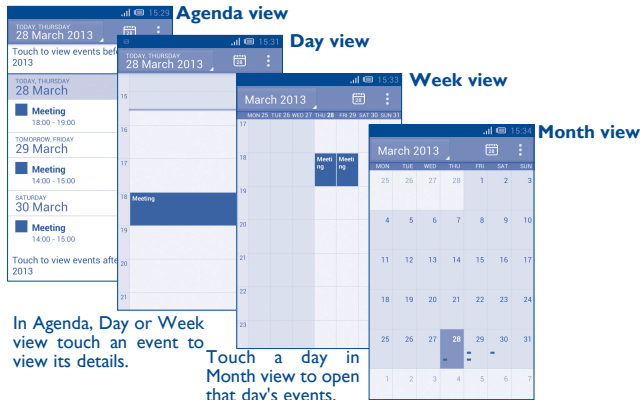 15:29
Agenda view
TODAY, THURSDAY
28 March 2013
28
Touch to view events
2013
TODAY, THURSDAY
28 March
Meeting
18:00 - 19:00
TOMORROW, FRIDAY
29 March
Meeting
14:00 - 15:00
SATURDAY
30 March
Meeting
14:00 - 15:00
Touch to view events
2013
15:31
Day view
TODAY, THURSDAY
28 March 2013
28
15
16
17
18
Meeting
19
20
21
15:33
Week view
March 2013
28
MON 25 TUE 26 WED 27 THU 28 FRI 29 SAT 30 SUN 31
17
18
Meeti
ng
Meeti
ng
19
20
21
22
23
15:34
Month view
March 2013
28
MON TUE WED THU FRI SAT SUN
25 26 27 28 1 2 3
4 5 6 7 8 9 10
11 12 13 14 15 16 17
18 19 20 21 22 23 24
25 26 27 28 29 30 31
1 2 3 4 5 6 7
In Agenda, Day or Week
view touch an event to
view its details.
Touch a day in
Month view to open
that day's events.